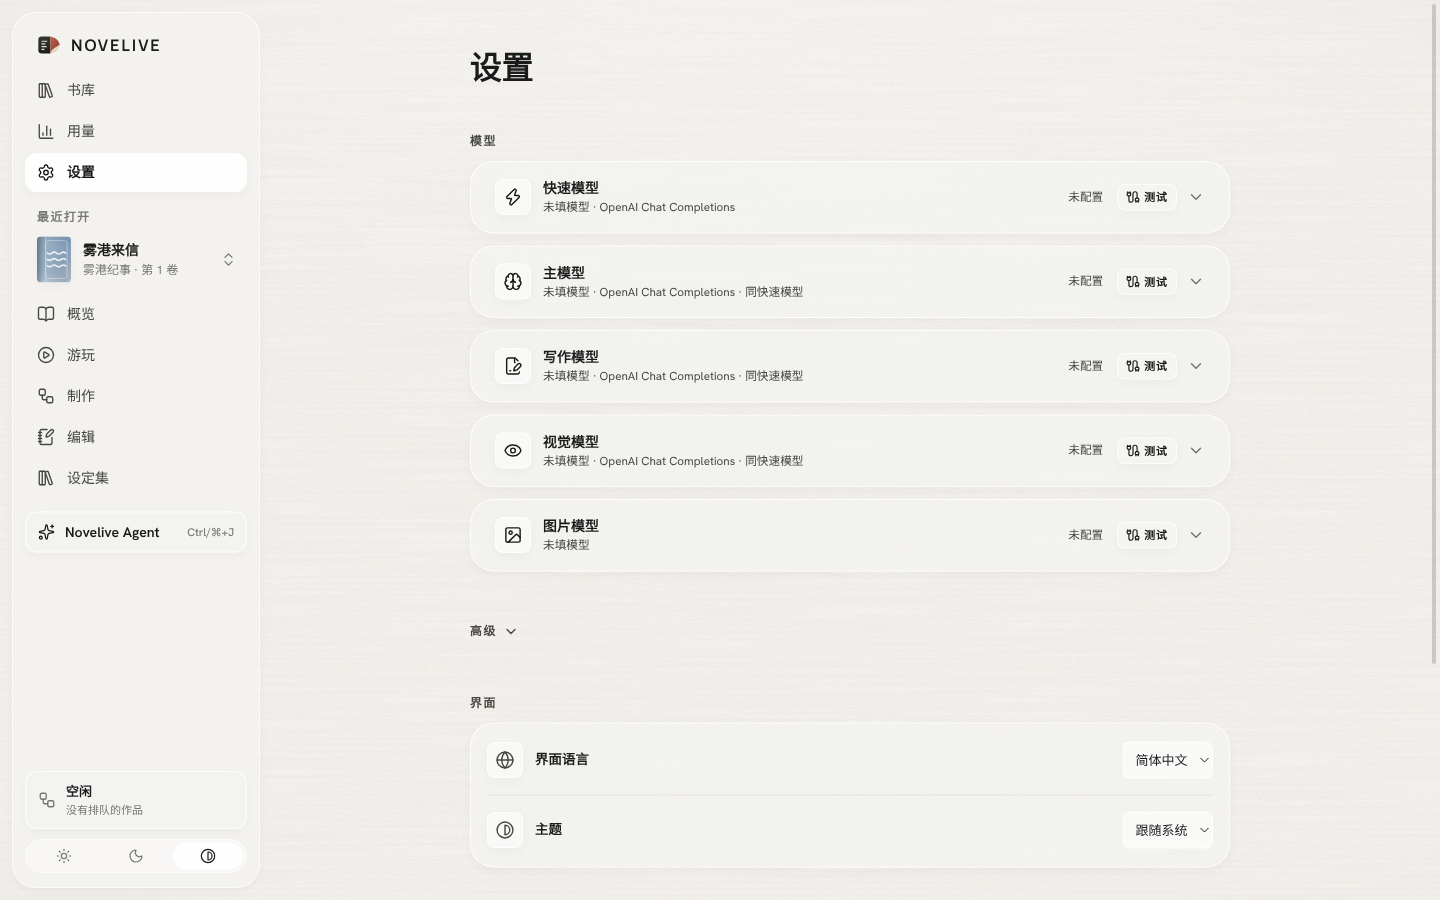 NOVELIVE
书库
用量
设置
最近打开
雾港来信
雾港纪事 · 第 1 卷
概览
游玩
制作
编辑
设定集
Novelive Agent Ctrl/⌘+J
空闲
没有排队的作品
设置
模型
快速模型
未填模型 · OpenAI Chat Completions
未配置 测试
主模型
未填模型 · OpenAI Chat Completions · 同快速模型
未配置 测试
写作模型
未填模型 · OpenAI Chat Completions · 同快速模型
未配置 测试
视觉模型
未填模型 · OpenAI Chat Completions · 同快速模型
未配置 测试
图片模型
未填模型
未配置 测试
高级
界面
界面语言 简体中文
主题 跟随系统